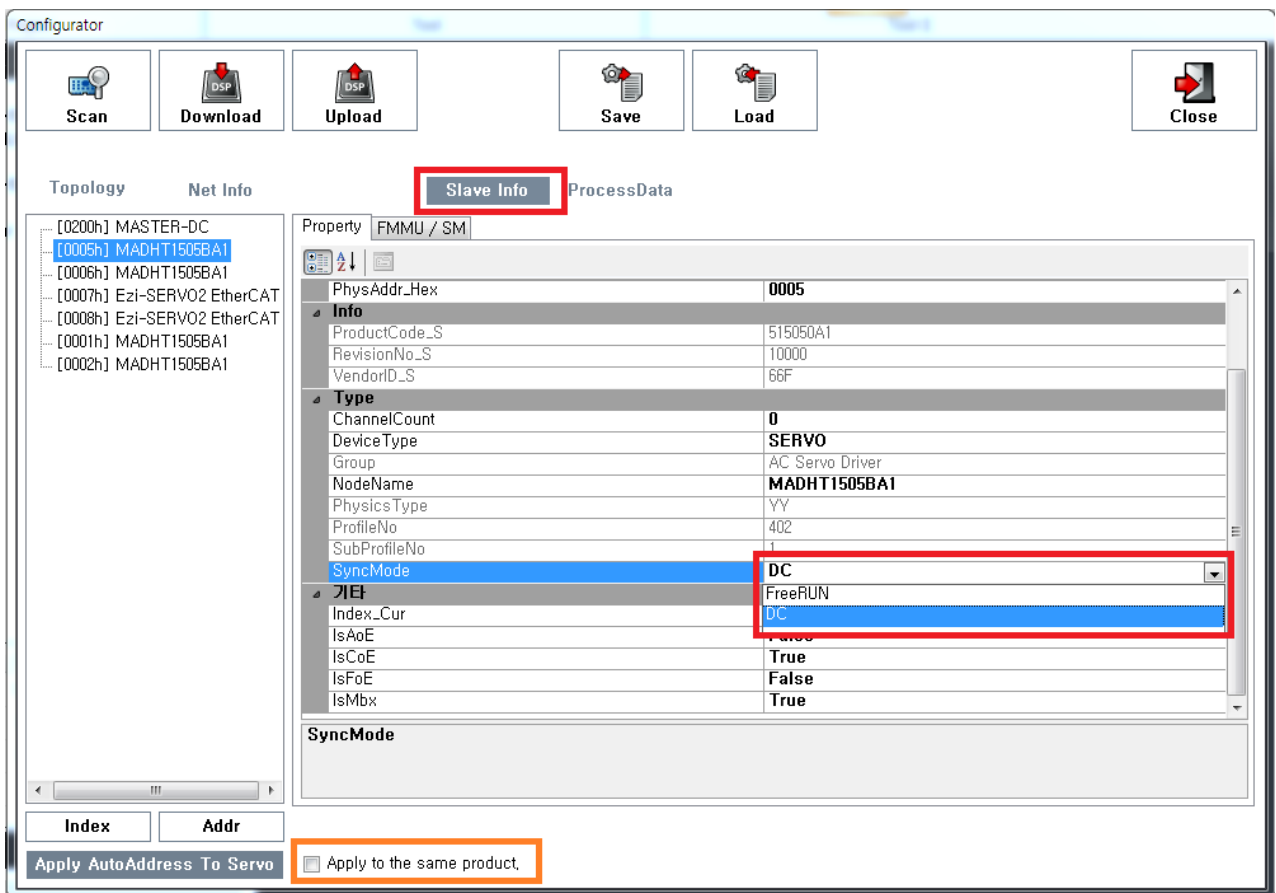 Configurator
Scan
Download
Upload
Save
Load
Close
Topology
Net Info
Slave Info
ProcessData
[0200h] MASTER-DC
[0005h] MADHT1505BA1
[0006h] MADHT1505BA1
[0007h] Ezi-SERVO2 EtherCAT
[0008h] Ezi-SERVO2 EtherCAT
[0001h] MADHT1505BA1
[0002h] MADHT1505BA1
Property
FMMU / SM
PhysAddr_Hex 0005
Info
ProductCode_S 515050A1
RevisionNo_S 10000
VendorID_S 66F
Type
ChannelCount 0
DeviceType SERVO
Group AC Servo Driver
NodeName MADHT1505BA1
PhysicsType YY
ProfileNo 402
SubProfileNo 1
SyncMode DC
FreeRUN
DC
기타
Index_Cur
IsAoE False
IsCoE True
IsFoE False
IsMbx True
SyncMode
Index
Addr
Apply AutoAddress To Servo
Apply to the same product,